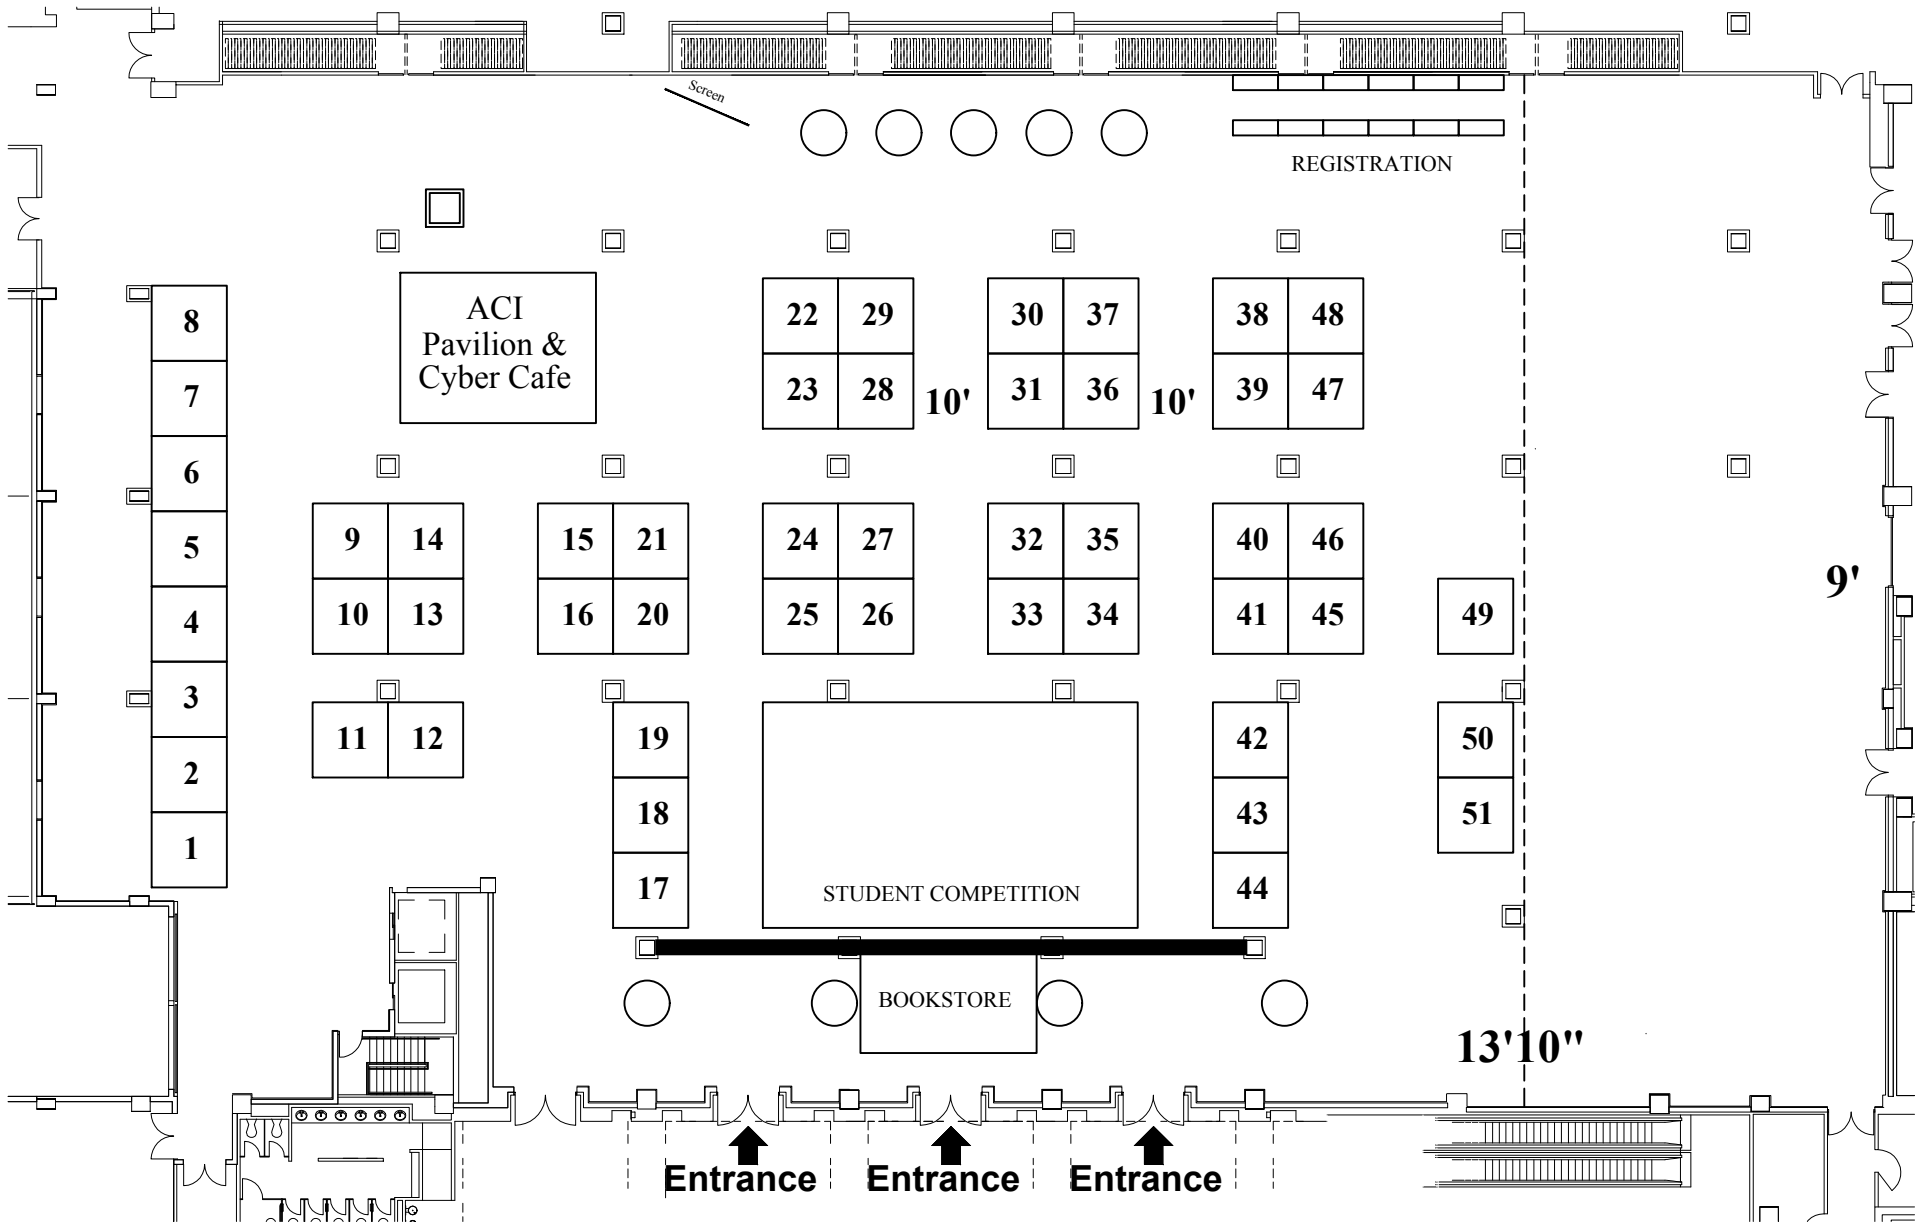 Screen
REGISTRATION
ACI
Pavilion &
Cyber Cafe
8
7
6
5
4
3
2
1
22 29 30 37 38 48
23 28 10' 31 36 10' 39 47
9 14 15 21 24 27 32 35 40 46
10 13 16 20 25 26 33 34 41 45 49
9'
11 12 19 42 50
18 43 51
17 44
STUDENT COMPETITION
BOOKSTORE
13'10"
Entrance Entrance Entrance